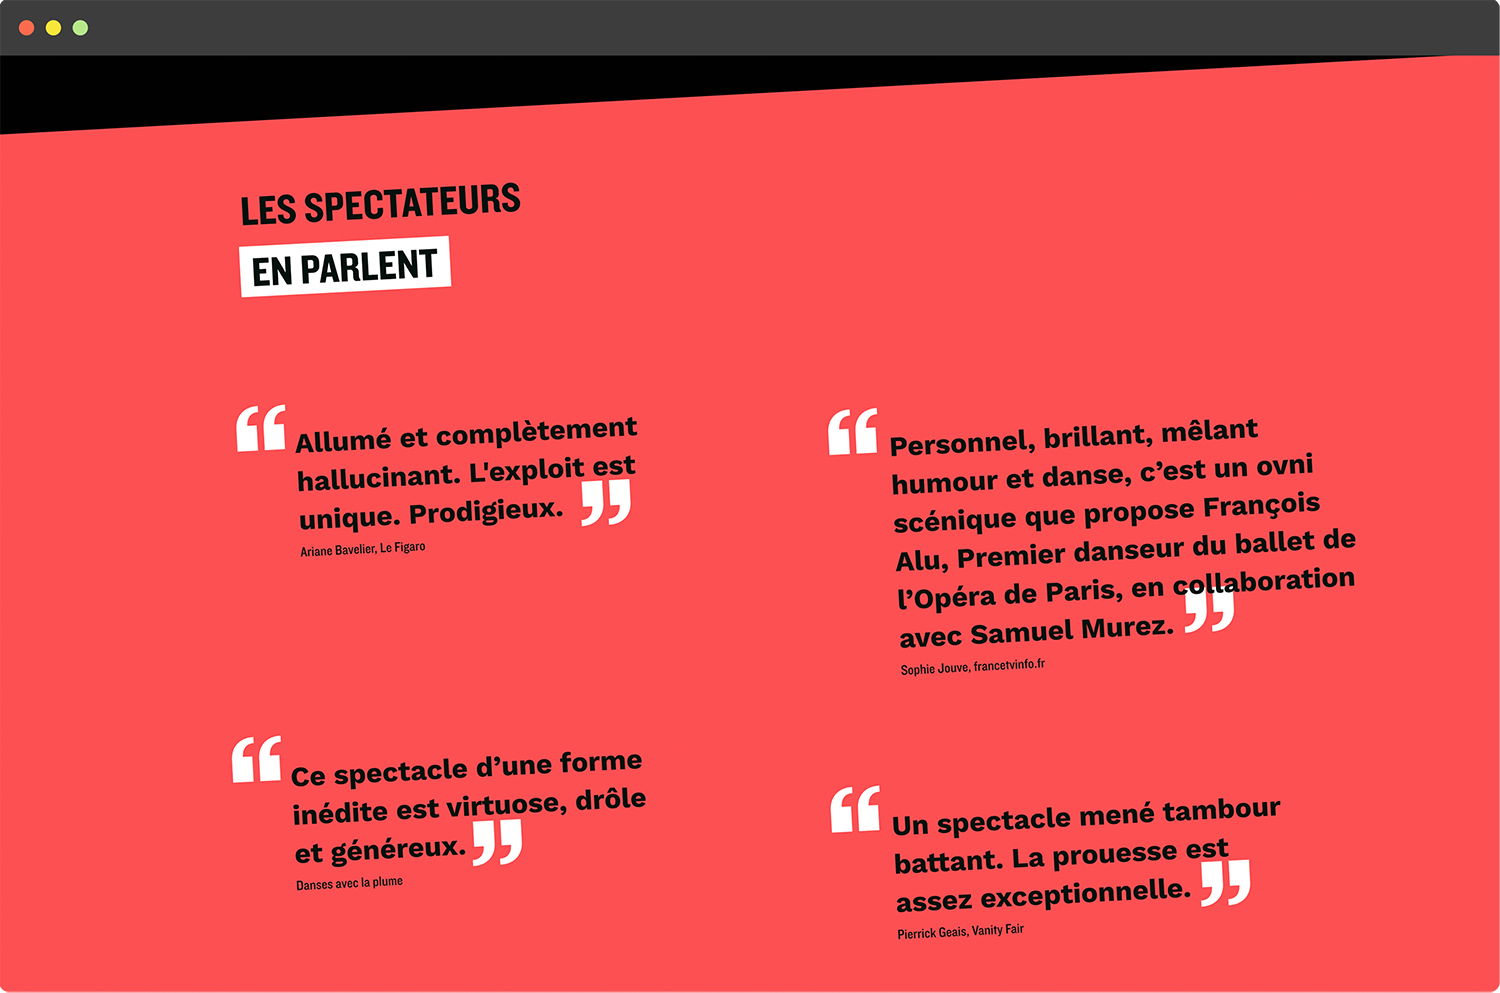 LES SPECTATEURS
EN PARLENT
“ Allumé et complètement
hallucinant. L'exploit est
unique. Prodigieux. ”
Ariane Bavelier, Le Figaro
“ Personnel, brillant, mêlant
humour et danse, c’est un ovni
scénique que propose François
Alu, Premier danseur du ballet de
l’Opéra de Paris, en collaboration
avec Samuel Murez. ”
Sophie Jouve, francetvinfo.fr
“ Ce spectacle d’une forme
inédite est virtuose, drôle
et généreux. ”
Danses avec la plume
“ Un spectacle mené tambour
battant. La prouesse est
assez exceptionnelle. ”
Pierrick Geais, Vanity Fair